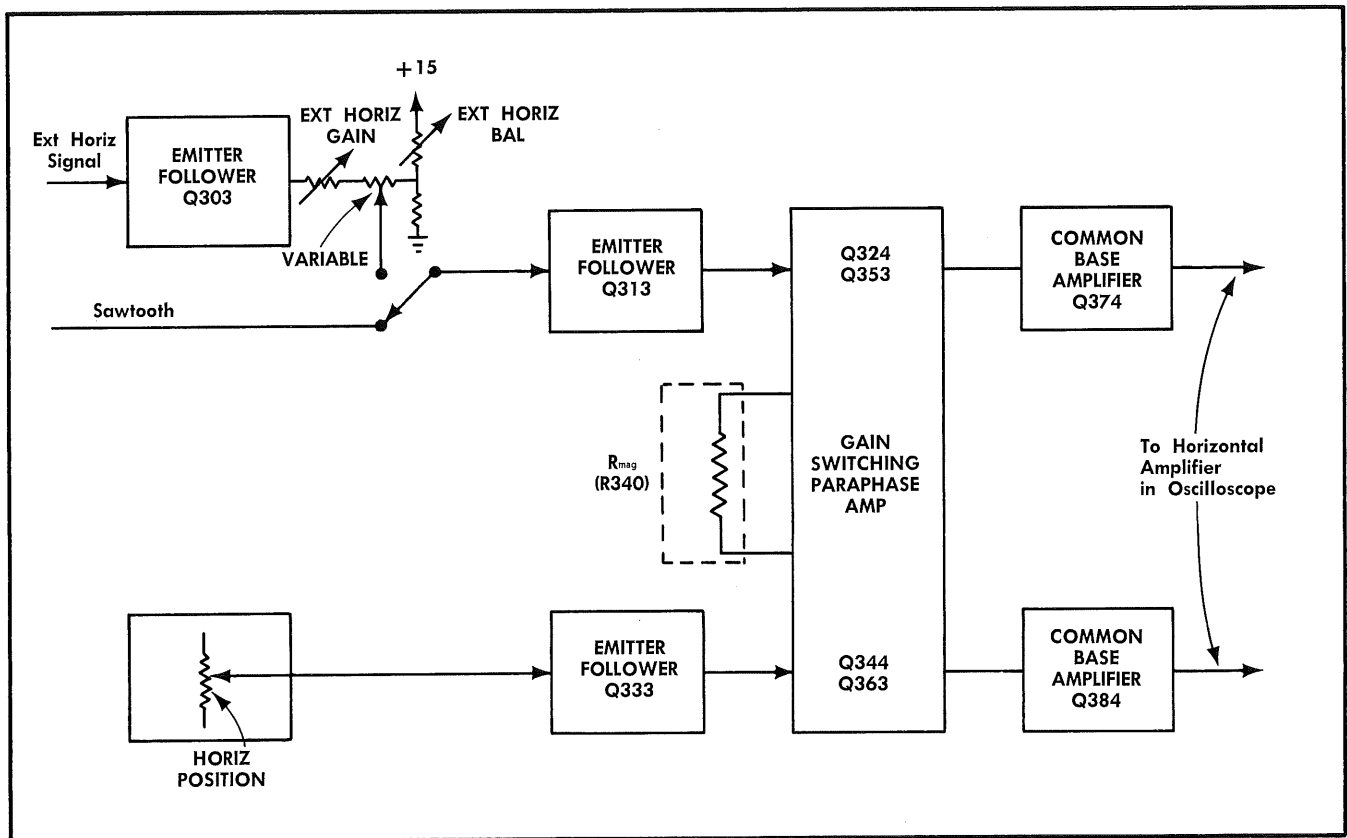 +15
EXT HORIZ
GAIN
EXT HORIZ
BAL
Ext Horiz
Signal
EMITTER
FOLLOWER
Q303
VARIABLE
Sawtooth
EMITTER
FOLLOWER
Q313
Q324
Q353
COMMON
BASE
AMPLIFIER
Q374
Rmag
(R340)
GAIN
SWITCHING
PARAPHASE
AMP
To Horizontal
Amplifier
in Oscilloscope
HORIZ
POSITION
EMITTER
FOLLOWER
Q333
Q344
Q363
COMMON
BASE
AMPLIFIER
Q384